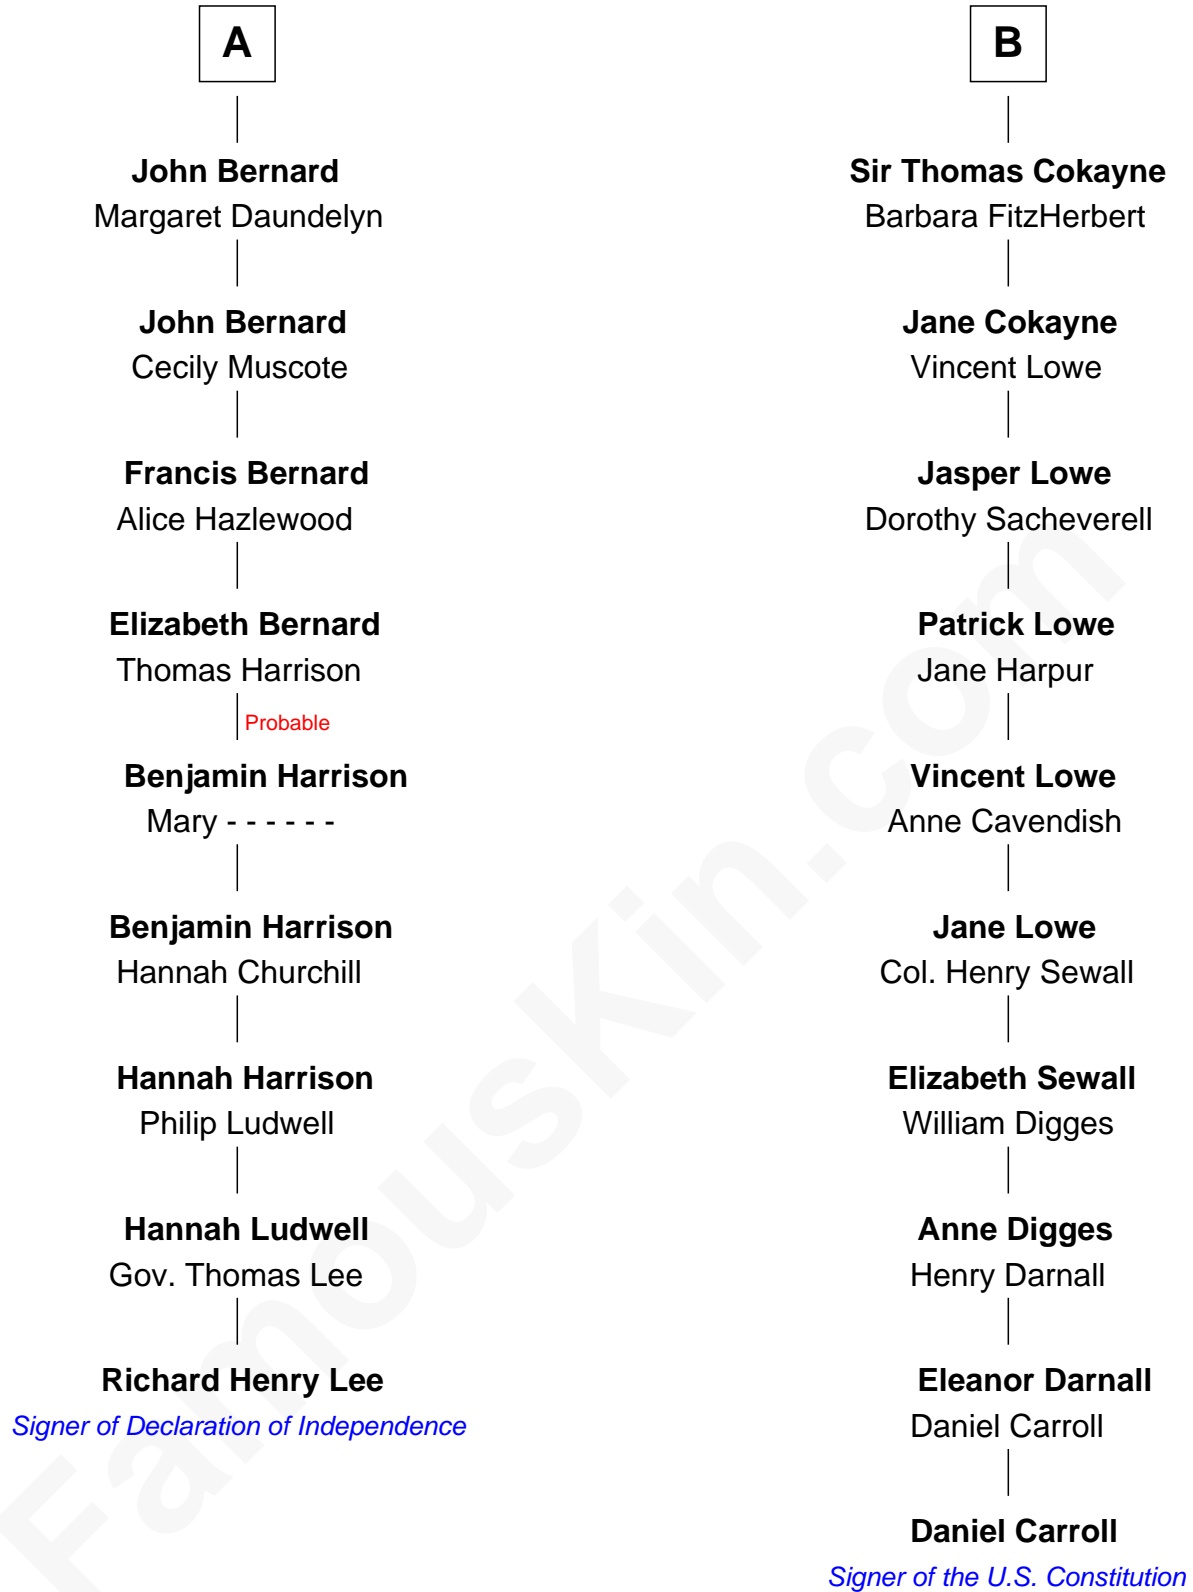 A
John Bernard
Margaret Daundelyn
John Bernard
Cecily Muscote
Francis Bernard
Alice Hazlewood
Elizabeth Bernard
Thomas Harrison
Probable
Benjamin Harrison
Mary - - - - - -
Benjamin Harrison
Hannah Churchill
Hannah Harrison
Philip Ludwell
Hannah Ludwell
Gov. Thomas Lee
Richard Henry Lee
Signer of Declaration of Independence
B
Sir Thomas Cokayne
Barbara FitzHerbert
Jane Cokayne
Vincent Lowe
Jasper Lowe
Dorothy Sacheverell
Patrick Lowe
Jane Harpur
Vincent Lowe
Anne Cavendish
Jane Lowe
Col. Henry Sewall
Elizabeth Sewall
William Digges
Anne Digges
Henry Darnall
Eleanor Darnall
Daniel Carroll
Daniel Carroll
Signer of the U.S. Constitution
FamousKin.com